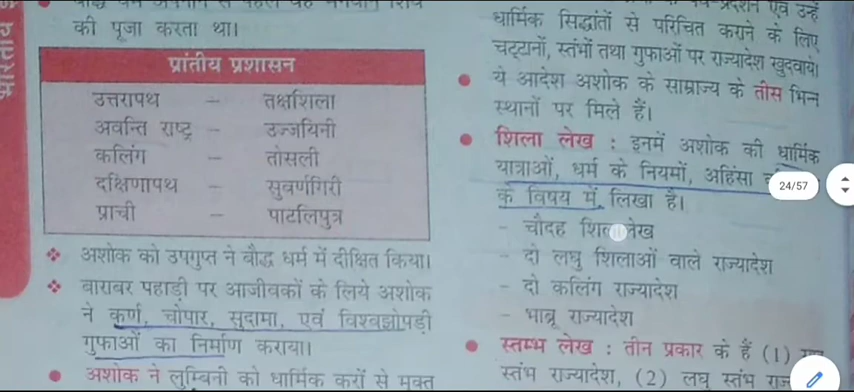 की पूजा करता था।
प्रांतीय प्रशासन
उत्तरापथ – तक्षशिला
अवन्ति राष्ट्र – उज्जयिनी
कलिंग – तोसली
दक्षिणापथ – सुवर्णगिरी
प्राची – पाटलिपुत्र
अशोक को उपगुप्त ने बौद्ध धर्म में दीक्षित किया।
बाराबर पहाड़ी पर आजीवकों के लिये अशोक
ने कर्ण, चोपार, सुदामा, एवं विश्वझोपड़ी
गुफाओं का निर्माण कराया।
अशोक ने लुम्बिनी को धार्मिक करों से मुक्त
एवं उन्हें
धार्मिक सिद्धांतों से परिचित कराने के लिए
चट्टानों, स्तंभों तथा गुफाओं पर राज्यादेश खुदवाये।
ये आदेश अशोक के साम्राज्य के तीस भिन्न
स्थानों पर मिले हैं।
शिला लेख : इनमें अशोक की धार्मिक
यात्राओं, धर्म के नियमों, अहिंसा
के विषय में लिखा है।
- चौदह
- दो लघु शिलाओं वाले राज्यादेश
- दो कलिंग राज्यादेश
- भाब्रू राज्यादेश
स्तम्भ लेख : तीन प्रकार के हैं (1)
स्तंभ राज्यादेश, (2) लघु स्तंभ
24/57